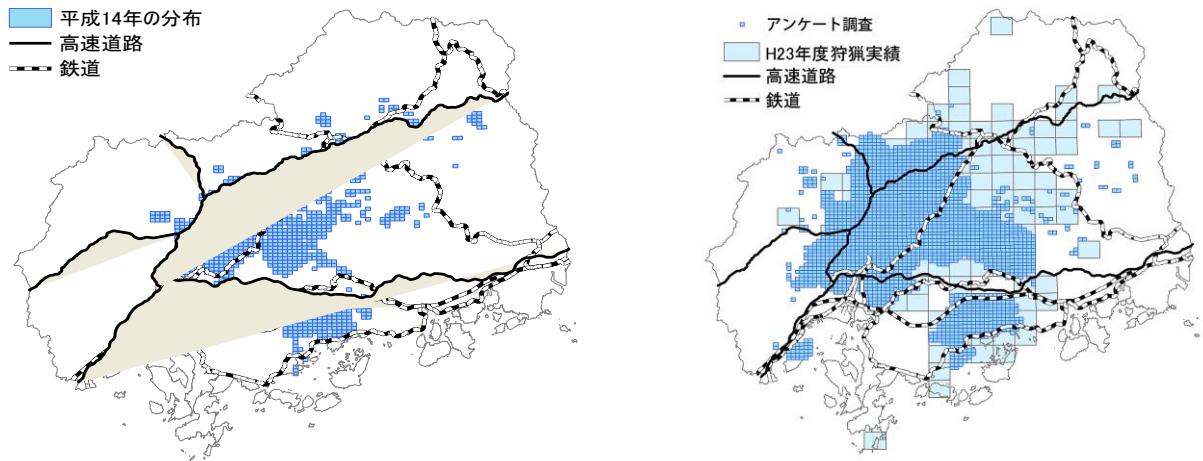 平成14年の分布
高速道路
鉄道
アンケート調査
H23年度狩猟実績
高速道路
鉄道